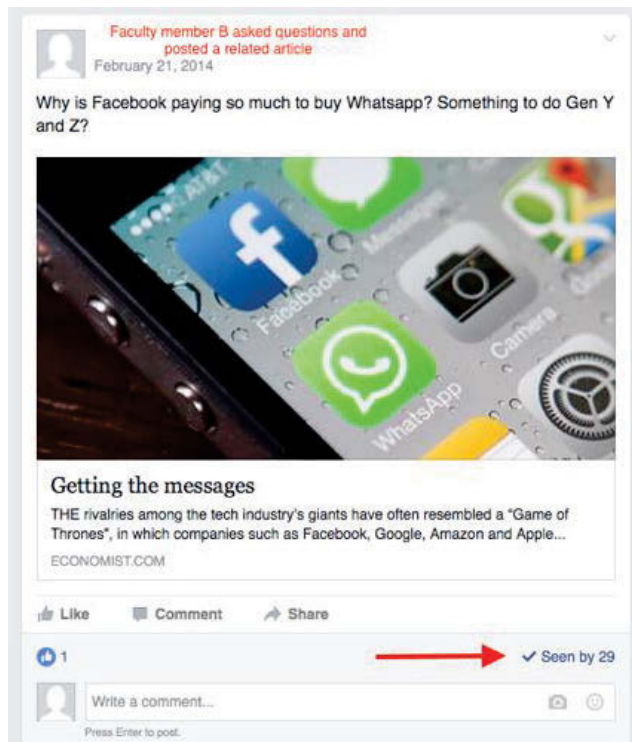 Faculty member B asked questions and
posted a related article
February 21, 2014
Why is Facebook paying so much to buy Whatsapp? Something to do Gen Y
and Z?
AT&T
Facebook
Messages
Camera
WhatsApp
Getting the messages
THE rivalries among the tech industry's giants have often resembled a "Game of
Thrones", in which companies such as Facebook, Google, Amazon and Apple...
ECONOMIST.COM
Like Comment Share
1 Seen by 29
Write a comment...
Press Enter to post.